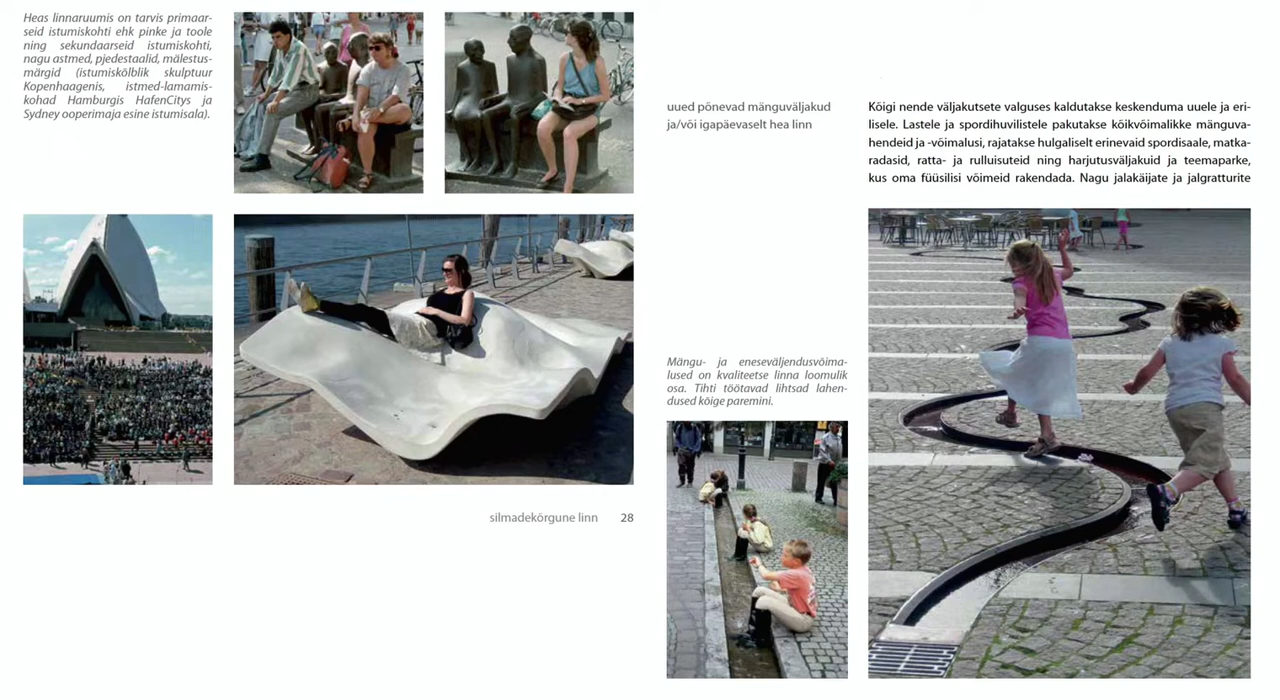 Heas linnaruumis on tarvis primaar-
seid istumiskohti ehk pinke ja toole
ning sekundaarseid istumiskohti,
nagu astmed, pjedestaalid, mälestus-
märgid (istumiskõlblik skulptuur
Kopenhaagenis, istmed-lamamis-
kohad Hamburgis HafenCitys ja
Sydney ooperimaja esine istumisala).
silmadekõrgune linn 28
uued põnevad mänguväljakud
ja/või igapäevaselt hea linn
Kõigi nende väljakutsete valguses kaldutakse keskenduma uuele ja eri-
lisele. Lastele ja spordihuvilistele pakutakse kõikvõimalikke mänguva-
hendeid ja -võimalusi, rajatakse hulgaliselt erinevaid spordisaale, matka-
radasid, ratta- ja rulluisuteid ning harjutusväljakuid ja teemaparke,
kus oma füüsilisi võimeid rakendada. Nagu jalakäijate ja jalgratturite
Mängu- ja eneseväljendusvõima-
lused on kvaliteetse linna loomulik
osa. Tihti töötavad lihtsad lahen-
dused kõige paremini.